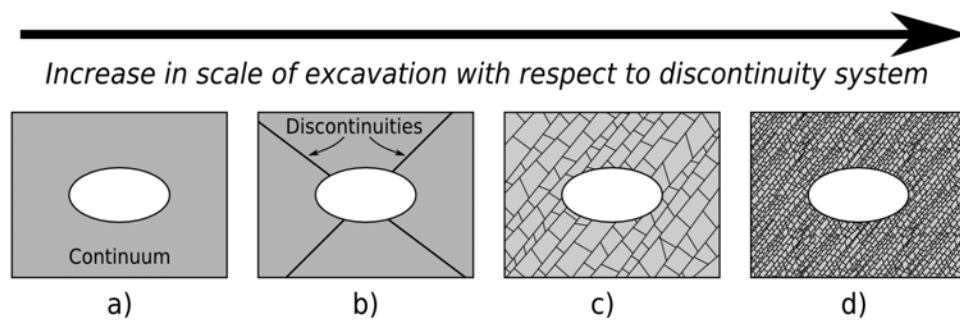 Increase in scale of excavation with respect to discontinuity system
Discontinuities
Continuum
a)
b)
c)
d)